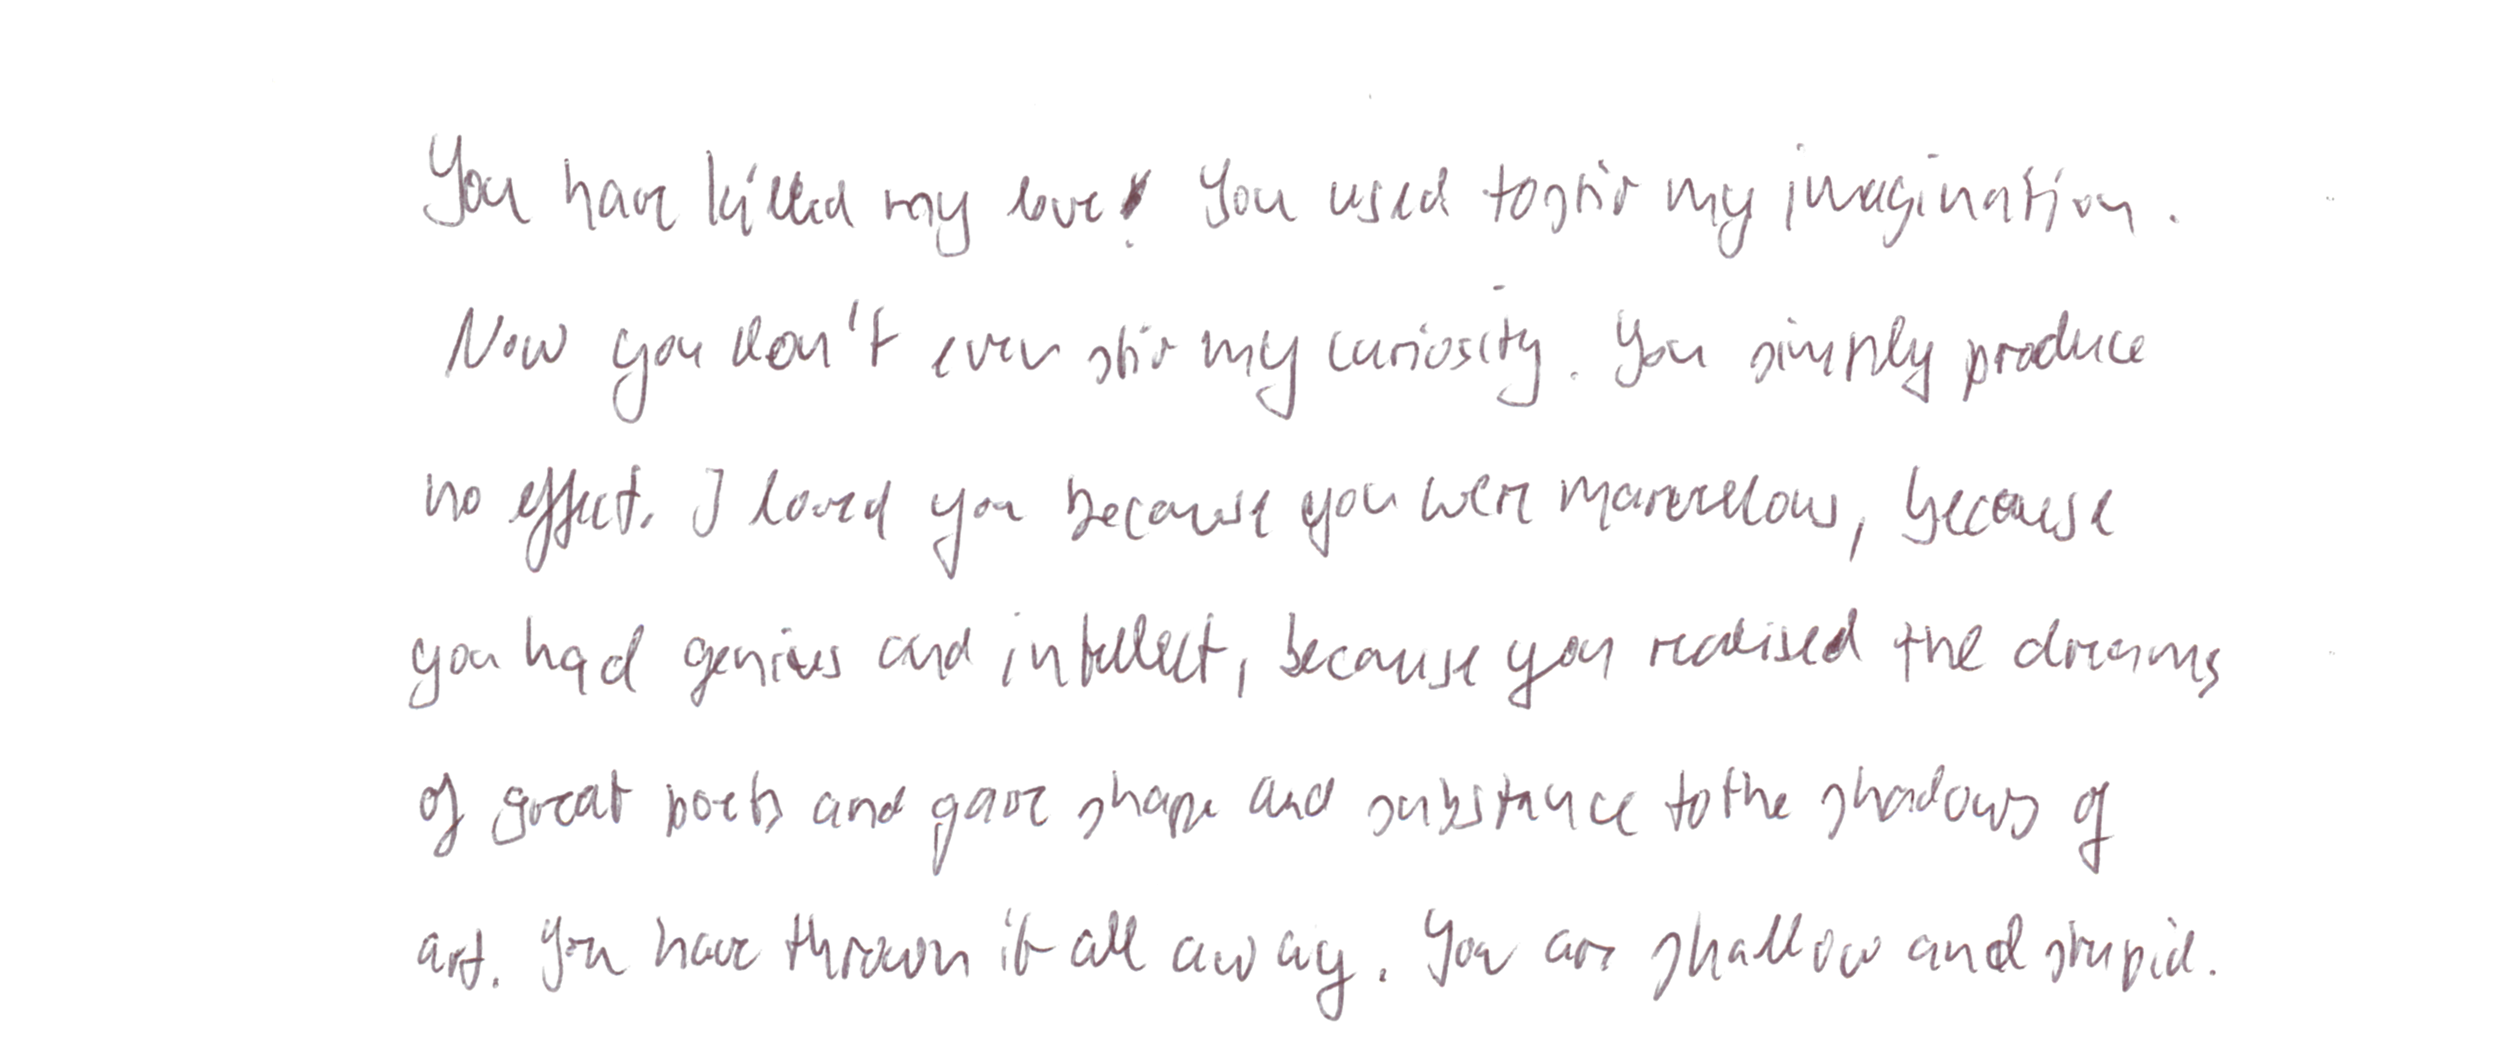 You have killed my love! You used to stir my imagination.
Now you don't even stir my curiosity. You simply produce
no effect. I loved you because you were marvellous, because
you had genius and intellect, because you realised the dreams
of great poets and gave shape and substance to the shadows of
art. You have thrown it all away. You are shallow and stupid.